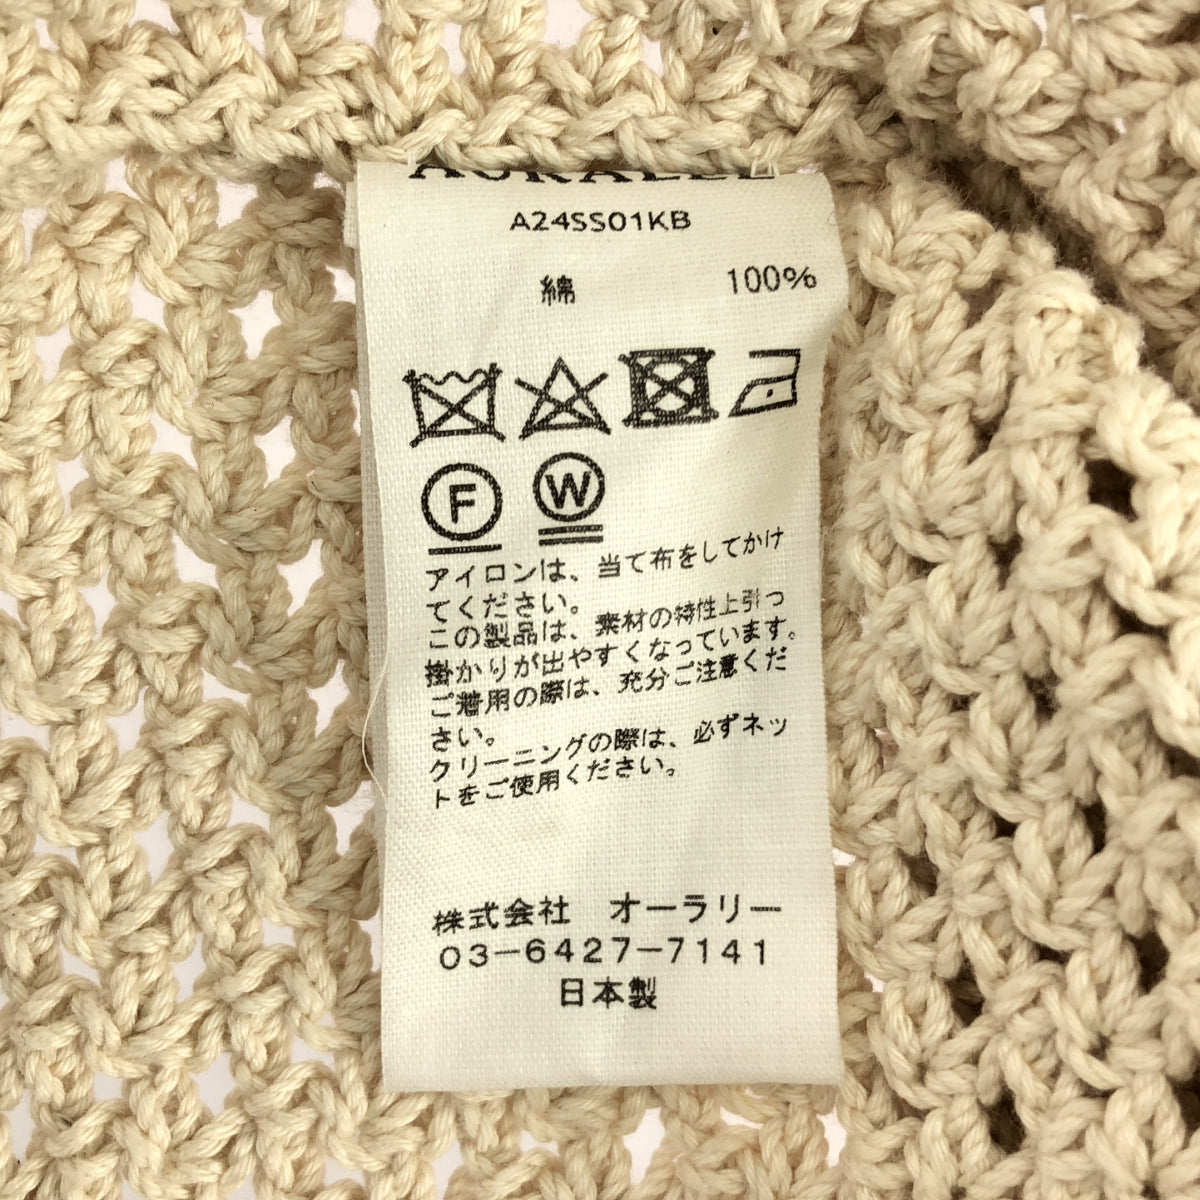 AURALEE
A24SS01KB
綿 100%
F W
アイロンは、当て布をしてかけ
てください。
この製品は、素材の特性上引っ
掛かりが出やすくなっています。
ご着用の際は、充分ご注意くだ
さい。
クリーニングの際は、必ずネッ
トをご使用ください。
株式会社 オーラリー
03-6427-7141
日本製